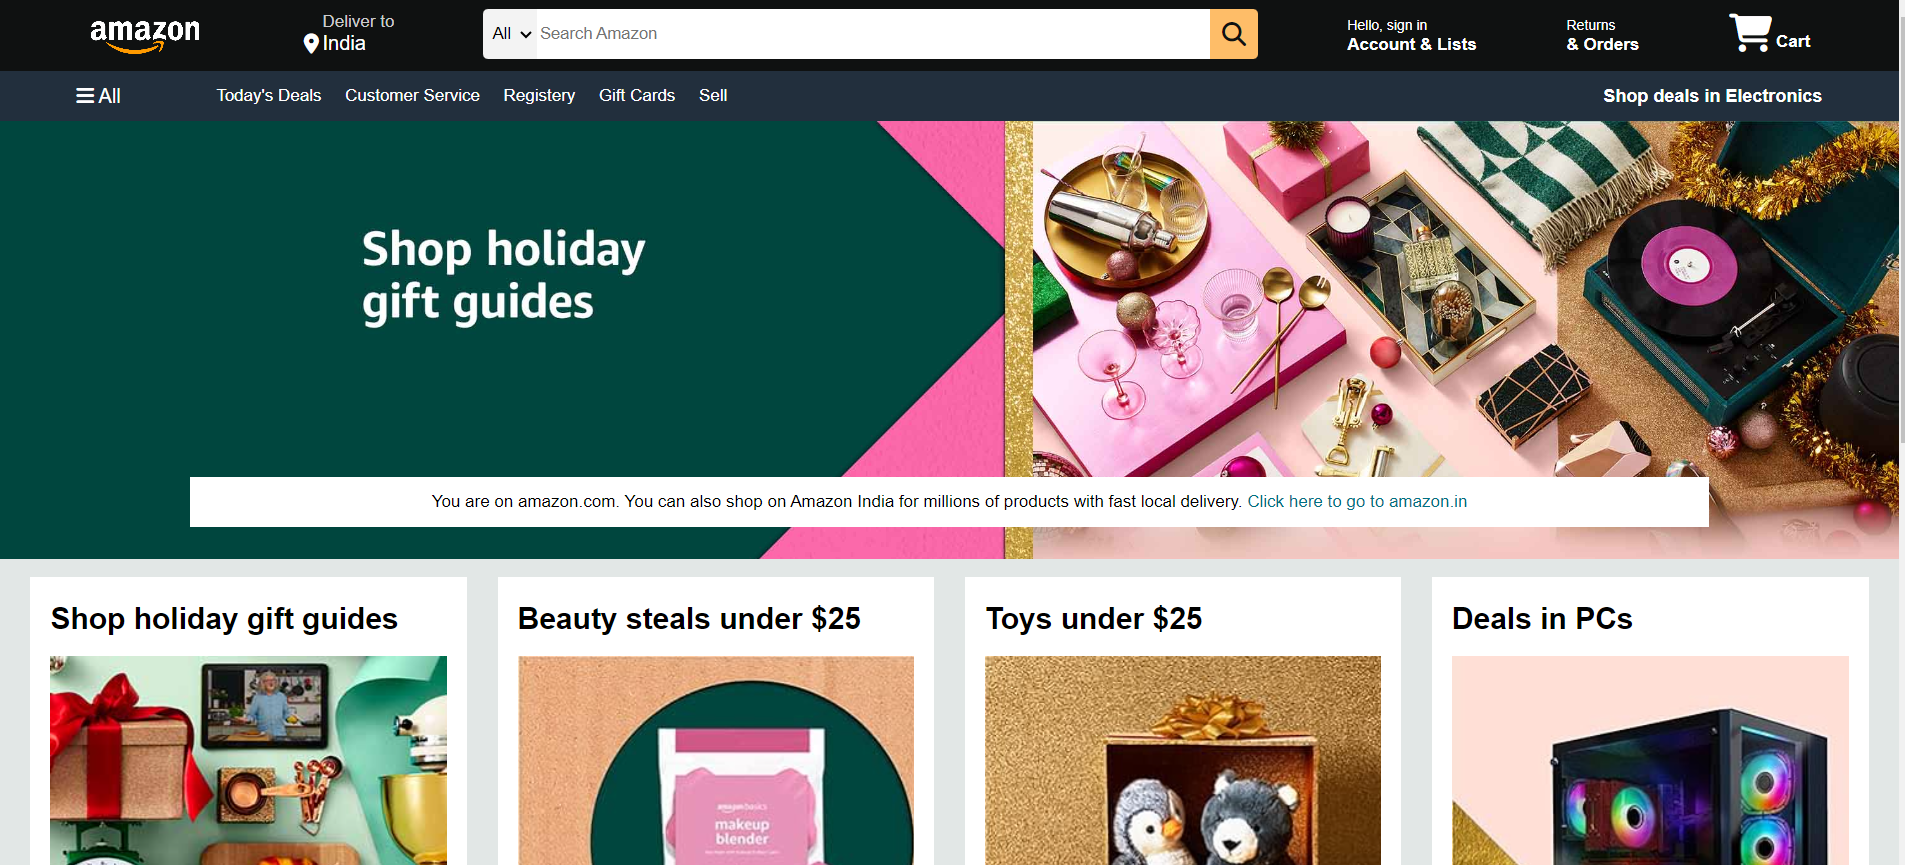 amazon
Deliver to
India
All
Search Amazon
Hello, sign in
Account & Lists
Returns
& Orders
Cart
All
Today's Deals
Customer Service
Registery
Gift Cards
Sell
Shop deals in Electronics
Shop holiday
gift guides
You are on amazon.com. You can also shop on Amazon India for millions of products with fast local delivery. Click here to go to amazon.in
Shop holiday gift guides
Beauty steals under $25
Toys under $25
Deals in PCs
amazonbasics
makeup
blender